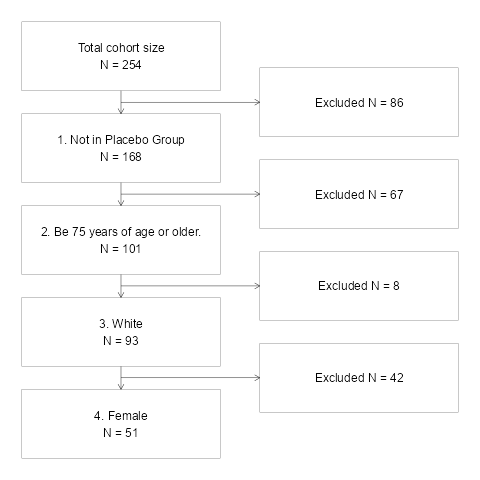 Total cohort size
N = 254
Excluded N = 86
1. Not in Placebo Group
N = 168
Excluded N = 67
2. Be 75 years of age or older.
N = 101
Excluded N = 8
3. White
N = 93
Excluded N = 42
4. Female
N = 51